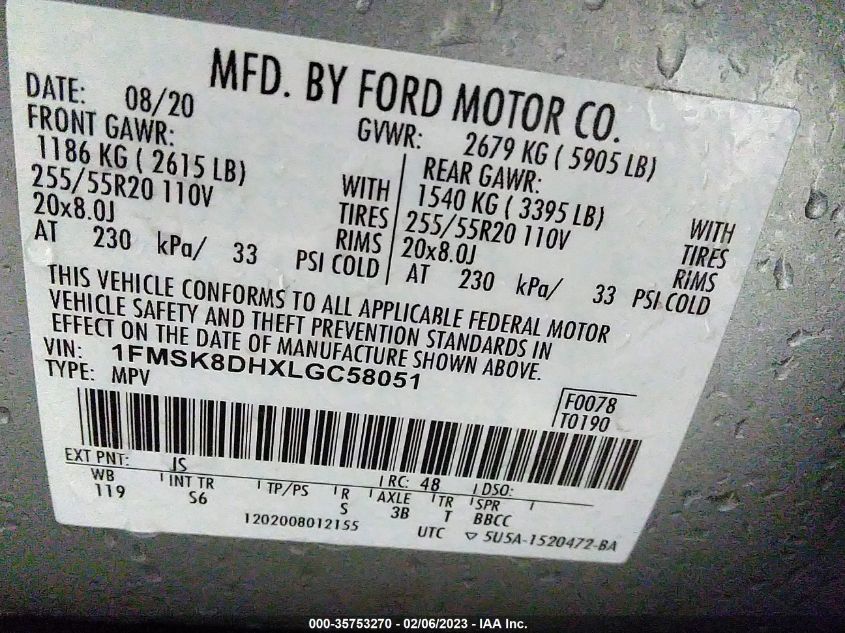 MFD. BY FORD MOTOR CO.
DATE: 08/20 GVWR: 2679 KG ( 5905 LB)
FRONT GAWR: REAR GAWR:
1186 KG ( 2615 LB) WITH 1540 KG ( 3395 LB) WITH
255/55R20 110V TIRES 255/55R20 110V TIRES
20x8.0J RIMS 20x8.0J RIMS
AT 230 kPa/ 33 PSI COLD AT 230 kPa/ 33 PSI COLD
THIS VEHICLE CONFORMS TO ALL APPLICABLE FEDERAL MOTOR
VEHICLE SAFETY AND THEFT PREVENTION STANDARDS IN
EFFECT ON THE DATE OF MANUFACTURE SHOWN ABOVE.
VIN: 1FMSK8DHXLGC58051
TYPE: MPV
F0078
T0190
EXT PNT: JS RC: 48 DSO:
WB INT TR TP/PS R AXLE TR SPR
119 S6 S 3B T BBCC
1202008012155 UTC ▽ 5U5A-1520472-BA
000-35753270 - 02/06/2023 - IAA Inc.